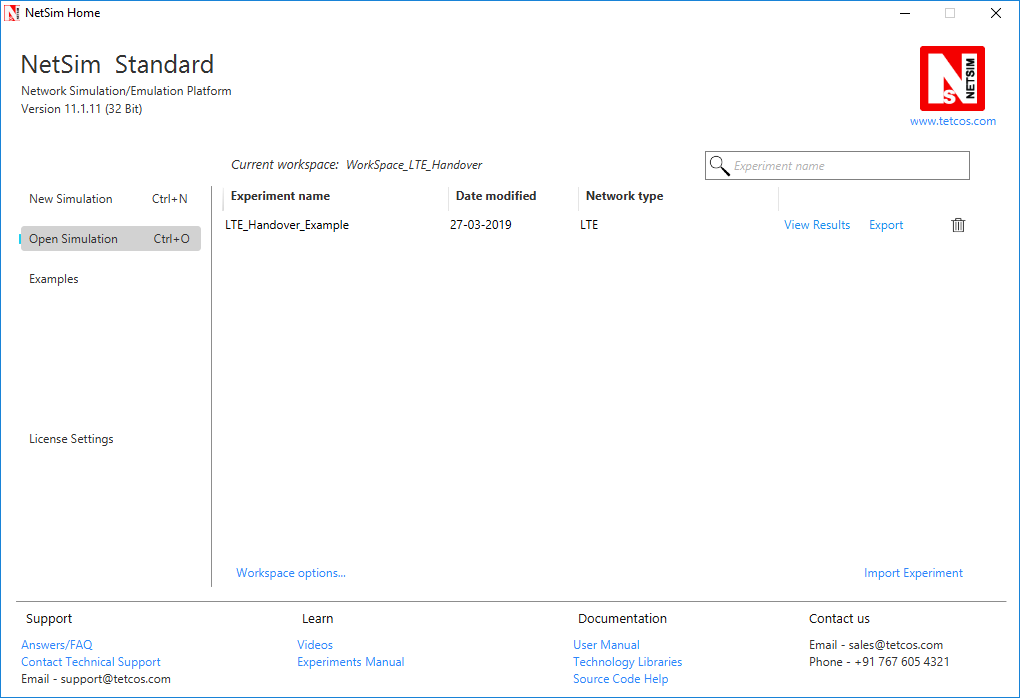 NetSim Home
NetSim Standard
Network Simulation/Emulation Platform
Version 11.1.11 (32 Bit)
NS NETSIM
www.tetcos.com
Current workspace: WorkSpace_LTE_Handover
Experiment name
New Simulation Ctrl+N
Open Simulation Ctrl+O
Examples
License Settings
Experiment name Date modified Network type
LTE_Handover_Example 27-03-2019 LTE View Results Export
Workspace options... Import Experiment
Support
Answers/FAQ
Contact Technical Support
Email - support@tetcos.com
Learn
Videos
Experiments Manual
Documentation
User Manual
Technology Libraries
Source Code Help
Contact us
Email - sales@tetcos.com
Phone - +91 767 605 4321